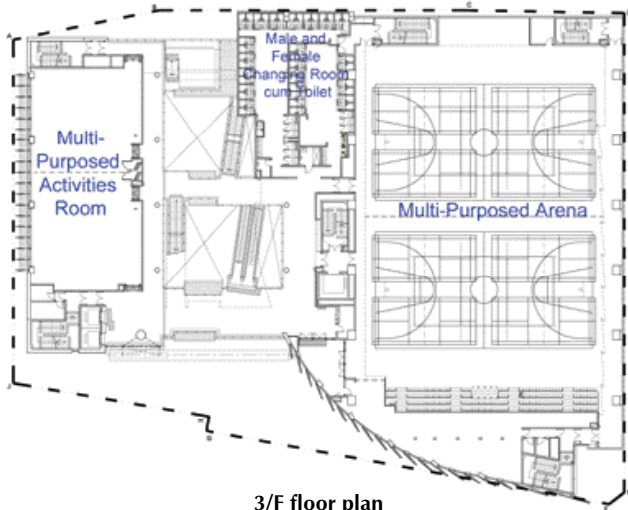 Male and
Female
Changing Room
cum Toilet
Multi-
Purposed
Activities
Room
Multi-Purposed Arena
3/F floor plan